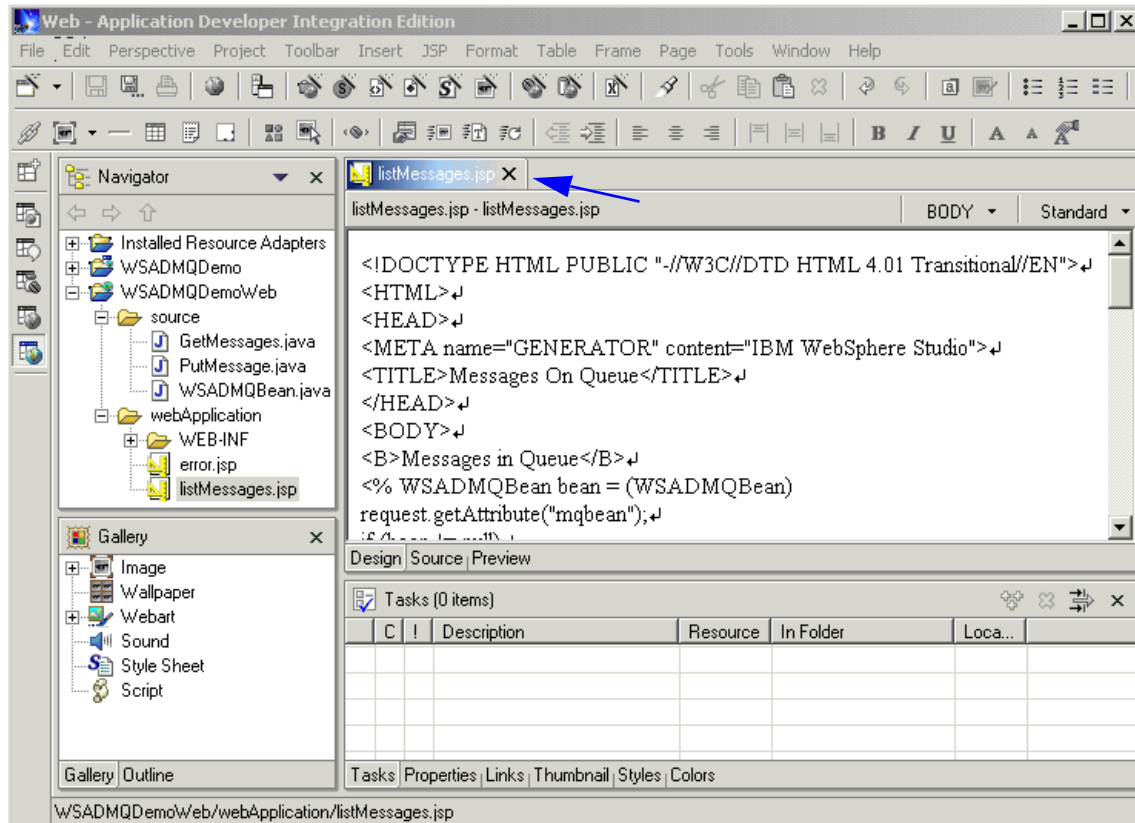 Web - Application Developer Integration Edition
File Edit Perspective Project Toolbar Insert JSP Format Table Frame Page Tools Window Help
Navigator
Installed Resource Adapters
WSADMQDemo
WSADMQDemoWeb
source
GetMessages.java
PutMessage.java
WSADMQBean.java
webApplication
WEB-INF
error.jsp
listMessages.jsp
Gallery
Image
Wallpaper
Webart
Sound
Style Sheet
Script
Gallery Outline
listMessages.jsp
listMessages.jsp - listMessages.jsp BODY Standard
<!DOCTYPE HTML PUBLIC "-//W3C//DTD HTML 4.01 Transitional//EN">↲
<HTML>↲
<HEAD>↲
<META name="GENERATOR" content="IBM WebSphere Studio">↲
<TITLE>Messages On Queue</TITLE>↲
</HEAD>↲
<BODY>↲
<B>Messages in Queue</B>↲
<% WSADMQBean bean = (WSADMQBean)
request.getAttribute("mqbean");↲
Design Source Preview
Tasks (0 items)
C ! Description Resource In Folder Loca...
Tasks Properties Links Thumbnail Styles Colors
WSADMQDemoWeb/webApplication/listMessages.jsp